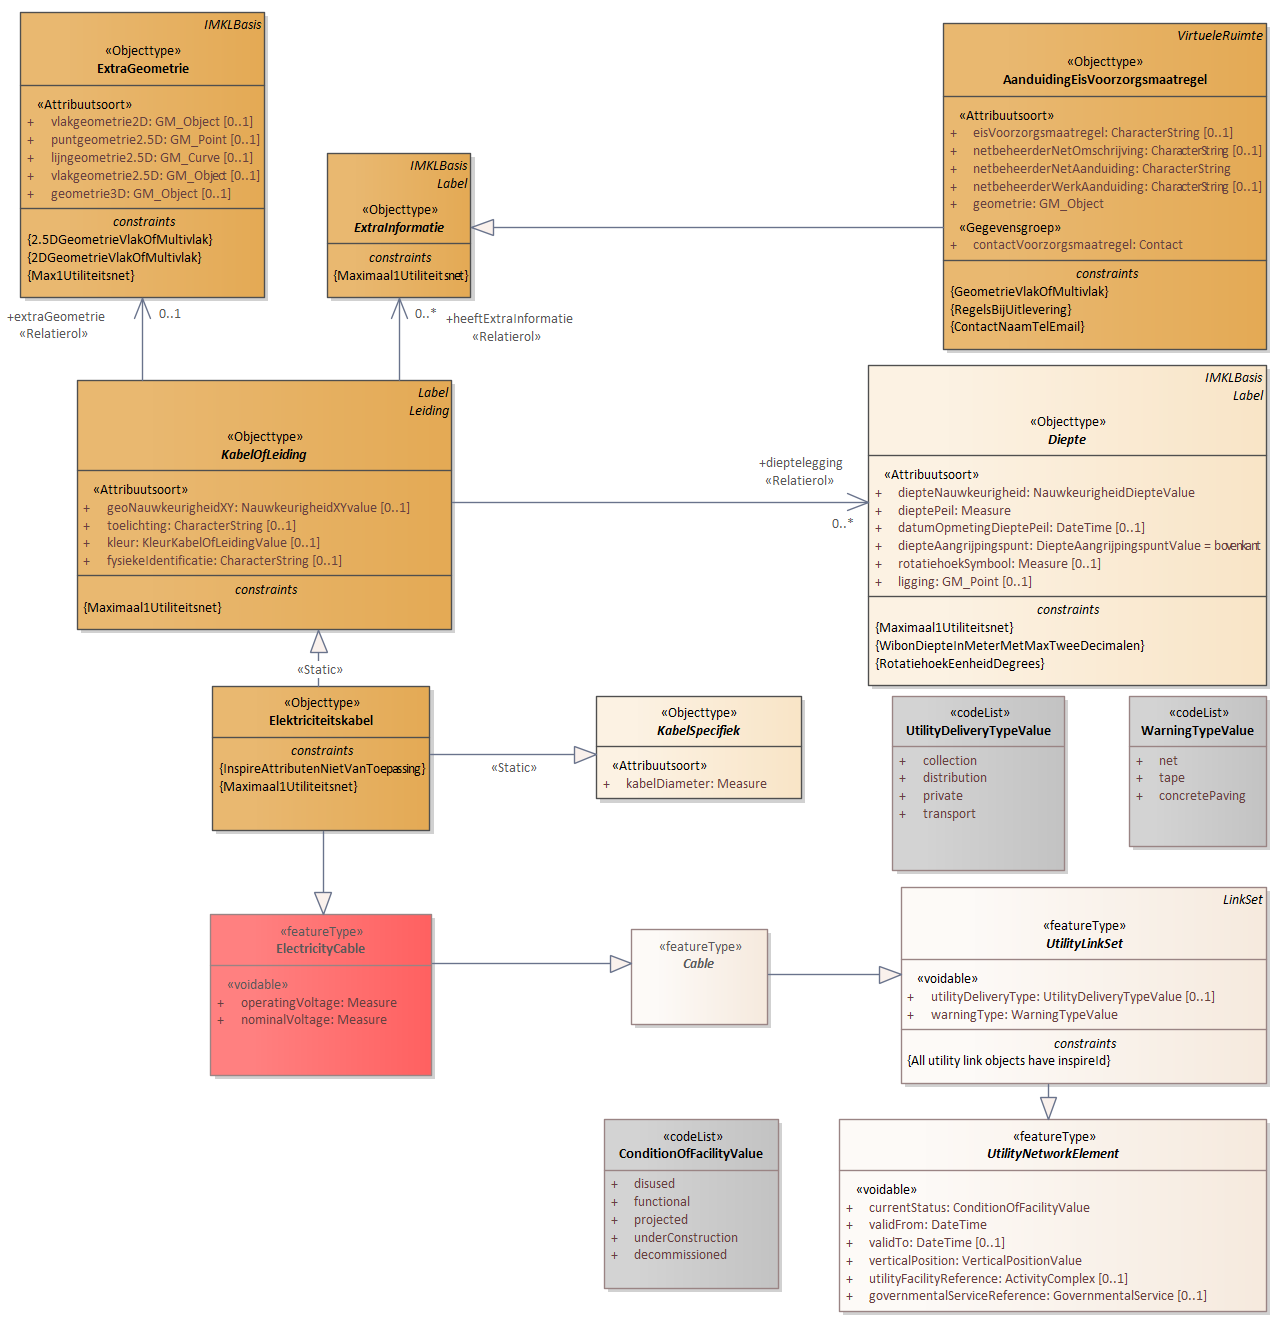 IMKLBasis
«Objecttype»
ExtraGeometrie
«Attribuutsoort»
+ vlakgeometrie2D: GM_Object [0..1]
+ puntgeometrie2.5D: GM_Point [0..1]
+ lijngeometrie2.5D: GM_Curve [0..1]
+ vlakgeometrie2.5D: GM_Object [0..1]
+ geometrie3D: GM_Object [0..1]
constraints
{2.5DGeometrieVlakOfMultivlak}
{2DGeometrieVlakOfMultivlak}
{Max1Utiliteitsnet}
IMKLBasis
Label
«Objecttype»
ExtraInformatie
constraints
{Maximaal1Utiliteitsnet}
VirtueleRuimte
«Objecttype»
AanduidingEisVoorzorgsmaatregel
«Attribuutsoort»
+ eisVoorzorgsmaatregel: CharacterString [0..1]
+ netbeheerderNetOmschrijving: CharacterString [0..1]
+ netbeheerderNetAanduiding: CharacterString
+ netbeheerderWerkAanduiding: CharacterString [0..1]
+ geometrie: GM_Object
«Gegevensgroep»
+ contactVoorzorgsmaatregel: Contact
constraints
{GeometrieVlakOfMultivlak}
{RegelsBijUitlevering}
{ContactNaamTelEmail}
+extraGeometrie
«Relatierol»
0..1
0..*
+heeftExtraInformatie
«Relatierol»
Label
Leiding
«Objecttype»
KabelOfLeiding
«Attribuutsoort»
+ geoNauwkeurigheidXY: NauwkeurigheidXYvalue [0..1]
+ toelichting: CharacterString [0..1]
+ kleur: KleurKabelOfLeidingValue [0..1]
+ fysiekeIdentificatie: CharacterString [0..1]
constraints
{Maximaal1Utiliteitsnet}
+dieptelegging
«Relatierol»
0..*
IMKLBasis
Label
«Objecttype»
Diepte
«Attribuutsoort»
+ diepteNauwkeurigheid: NauwkeurigheidDiepteValue
+ dieptePeil: Measure
+ datumOpmetingDieptePeil: DateTime [0..1]
+ diepteAangrijpingspunt: DiepteAangrijpingspuntValue = bovenkant
+ rotatiehoekSymbool: Measure [0..1]
+ ligging: GM_Point [0..1]
constraints
{Maximaal1Utiliteitsnet}
{WibonDiepteInMeterMetMaxTweeDecimalen}
{RotatiehoekEenheidDegrees}
«Static»
«Objecttype»
Elektriciteitskabel
constraints
{InspireAttributenNietVanToepassing}
{Maximaal1Utiliteitsnet}
«Static»
«Objecttype»
KabelSpecifiek
«Attribuutsoort»
+ kabelDiameter: Measure
«codeList»
UtilityDeliveryTypeValue
+ collection
+ distribution
+ private
+ transport
«codeList»
WarningTypeValue
+ net
+ tape
+ concretePaving
«featureType»
ElectricityCable
«voidable»
+ operatingVoltage: Measure
+ nominalVoltage: Measure
«featureType»
Cable
LinkSet
«featureType»
UtilityLinkSet
«voidable»
+ utilityDeliveryType: UtilityDeliveryTypeValue [0..1]
+ warningType: WarningTypeValue
constraints
{All utility link objects have inspireId}
«codeList»
ConditionOfFacilityValue
+ disused
+ functional
+ projected
+ underConstruction
+ decommissioned
«featureType»
UtilityNetworkElement
«voidable»
+ currentStatus: ConditionOfFacilityValue
+ validFrom: DateTime
+ validTo: DateTime [0..1]
+ verticalPosition: VerticalPositionValue
+ utilityFacilityReference: ActivityComplex [0..1]
+ governmentalServiceReference: GovernmentalService [0..1]